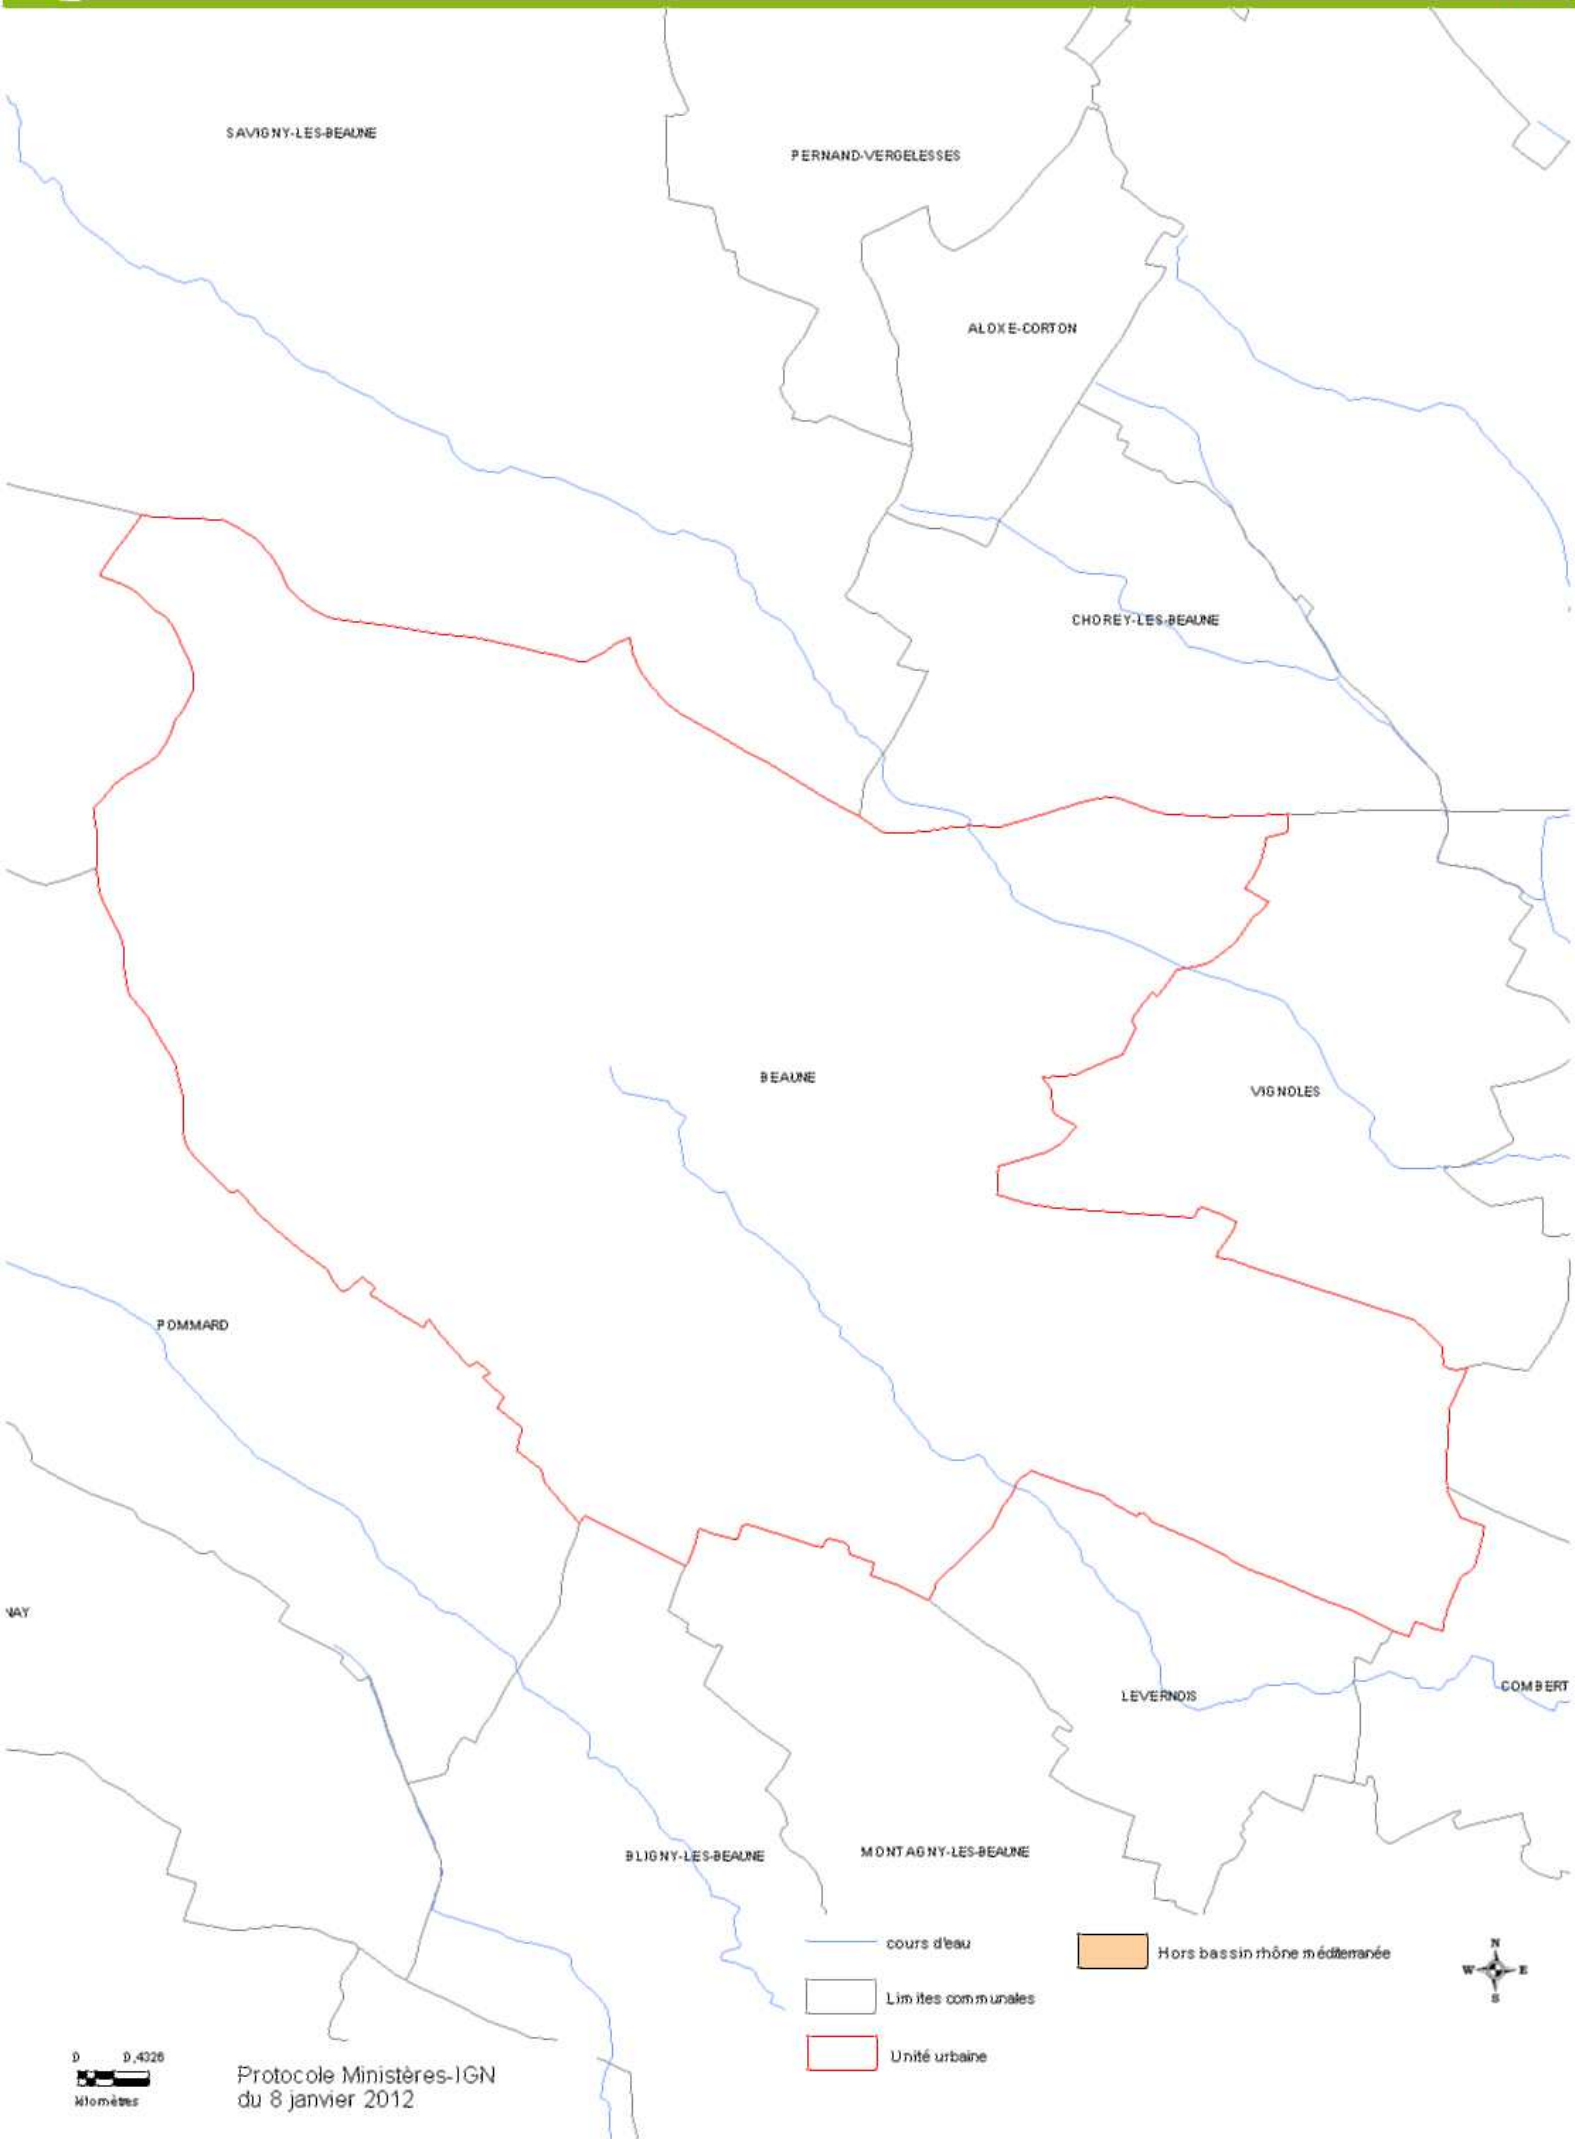 SAVIGNY-LES-BEAUNE
PERNAND-VERGELESSES
ALOXE-CORTON
CHOREY-LES-BEAUNE
BEAUNE
VIGNOLES
POMMARD
NAY
LEVERNOIS
COMBERT
BLIGNY-LES-BEAUNE
MONTAGNY-LES-BEAUNE
cours d'eau
Hors bassin rhône méditerranée
Limites communales
Unité urbaine
N
W E
S
0 0,4326
kilomètres
Protocole Ministères-IGN
du 8 janvier 2012